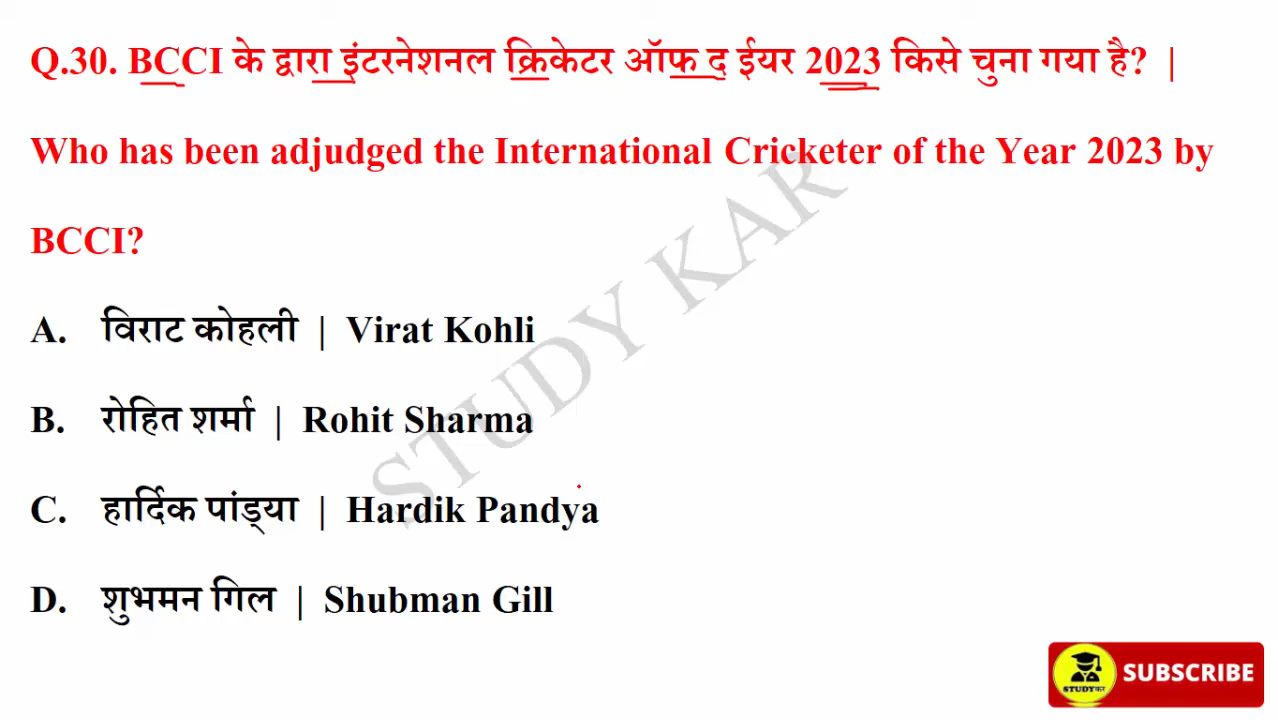 Q.30. BCCI के द्वारा इंटरनेशनल क्रिकेटर ऑफ द ईयर 2023 किसे चुना गया है? |
Who has been adjudged the International Cricketer of the Year 2023 by
BCCI?
A. विराट कोहली | Virat Kohli
B. रोहित शर्मा | Rohit Sharma
C. हार्दिक पांड्या | Hardik Pandya
D. शुभमन गिल | Shubman Gill
STUDY KAR
STUDYकर
SUBSCRIBE